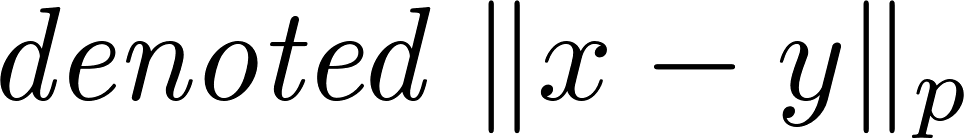 denoted ‖x − y‖ₚ